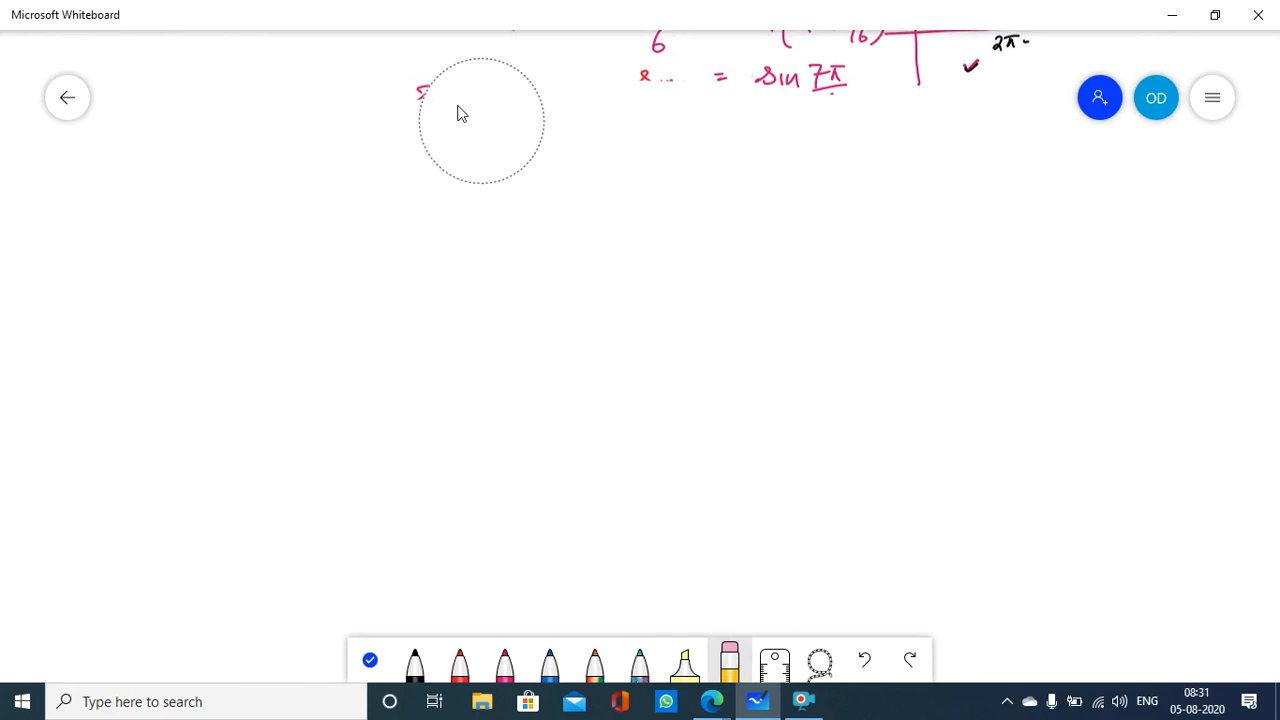 Microsoft Whiteboard
6
2π -
= sin 7π
OD
Type here to search
ENG
08:31
05-08-2020